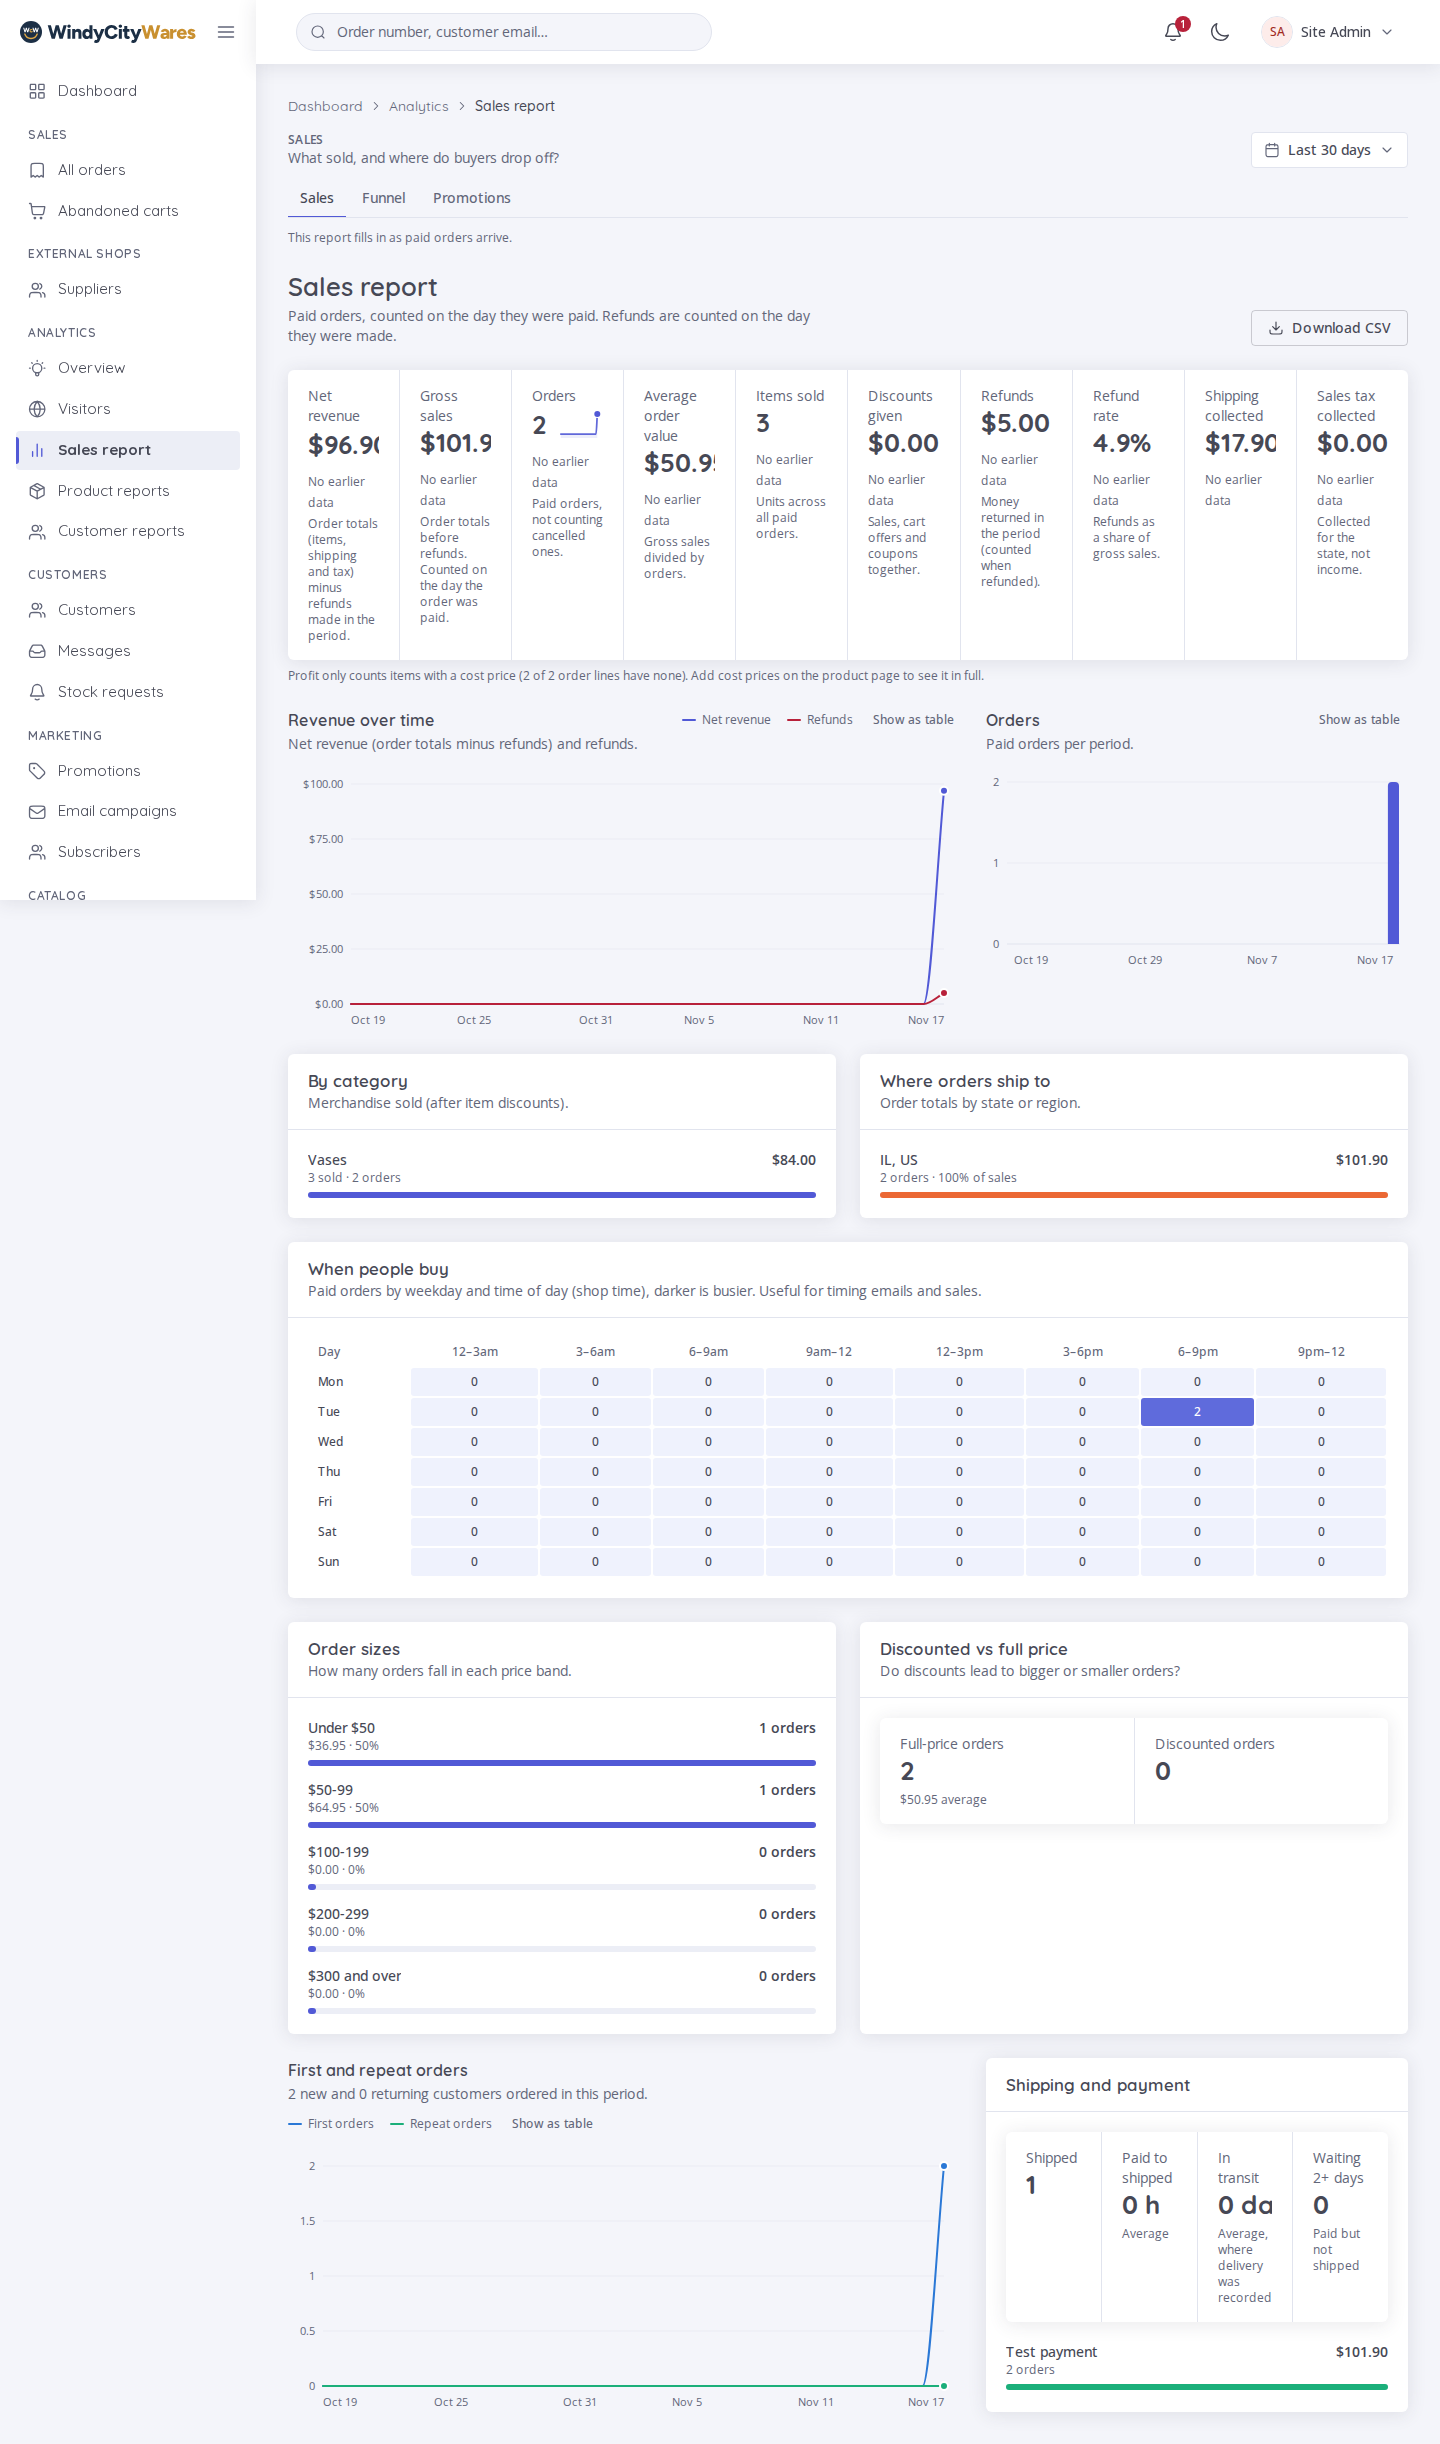 WindyCityWares
Order number, customer email...
1
SA
Site Admin
Dashboard
SALES
All orders
Abandoned carts
EXTERNAL SHOPS
Suppliers
ANALYTICS
Overview
Visitors
Sales report
Product reports
Customer reports
CUSTOMERS
Customers
Messages
Stock requests
MARKETING
Promotions
Email campaigns
Subscribers
CATALOG
Dashboard > Analytics > Sales report
SALES
What sold, and where do buyers drop off?
Last 30 days
Sales Funnel Promotions
This report fills in as paid orders arrive.
Sales report
Paid orders, counted on the day they were paid. Refunds are counted on the day
they were made.
Download CSV
Net
revenue
$96.90
No earlier
data
Order totals
(items,
shipping
and tax)
minus
refunds
made in the
period.
Gross
sales
$101.9
No earlier
data
Order totals
before
refunds.
Counted on
the day the
order was
paid.
Orders
2
No earlier
data
Paid orders,
not counting
cancelled
ones.
Average
order
value
$50.95
No earlier
data
Gross sales
divided by
orders.
Items sold
3
No earlier
data
Units across
all paid
orders.
Discounts
given
$0.00
No earlier
data
Sales, cart
offers and
coupons
together.
Refunds
$5.00
No earlier
data
Money
returned in
the period
(counted
when
refunded).
Refund
rate
4.9%
No earlier
data
Refunds as
a share of
gross sales.
Shipping
collected
$17.90
No earlier
data
Sales tax
collected
$0.00
No earlier
data
Collected
for the
state, not
income.
Profit only counts items with a cost price (2 of 2 order lines have none). Add cost prices on the product page to see it in full.
Revenue over time
Net revenue Refunds Show as table
Net revenue (order totals minus refunds) and refunds.
$100.00
$75.00
$50.00
$25.00
$0.00
Oct 19 Oct 25 Oct 31 Nov 5 Nov 11 Nov 17
Orders
Show as table
Paid orders per period.
2
1
0
Oct 19 Oct 29 Nov 7 Nov 17
By category
Merchandise sold (after item discounts).
Vases $84.00
3 sold · 2 orders
Where orders ship to
Order totals by state or region.
IL, US $101.90
2 orders · 100% of sales
When people buy
Paid orders by weekday and time of day (shop time), darker is busier. Useful for timing emails and sales.
Day 12–3am 3–6am 6–9am 9am–12 12–3pm 3–6pm 6–9pm 9pm–12
Mon 0 0 0 0 0 0 0 0
Tue 0 0 0 0 0 0 2 0
Wed 0 0 0 0 0 0 0 0
Thu 0 0 0 0 0 0 0 0
Fri 0 0 0 0 0 0 0 0
Sat 0 0 0 0 0 0 0 0
Sun 0 0 0 0 0 0 0 0
Order sizes
How many orders fall in each price band.
Under $50 1 orders
$36.95 · 50%
$50-99 1 orders
$64.95 · 50%
$100-199 0 orders
$0.00 · 0%
$200-299 0 orders
$0.00 · 0%
$300 and over 0 orders
$0.00 · 0%
Discounted vs full price
Do discounts lead to bigger or smaller orders?
Full-price orders
2
$50.95 average
Discounted orders
0
First and repeat orders
2 new and 0 returning customers ordered in this period.
First orders Repeat orders Show as table
2
1.5
1
0.5
0
Oct 19 Oct 25 Oct 31 Nov 5 Nov 11 Nov 17
Shipping and payment
Shipped
1
Paid to
shipped
0 h
Average
In
transit
0 da
Average,
where
delivery
was
recorded
Waiting
2+ days
0
Paid but
not
shipped
Test payment $101.90
2 orders